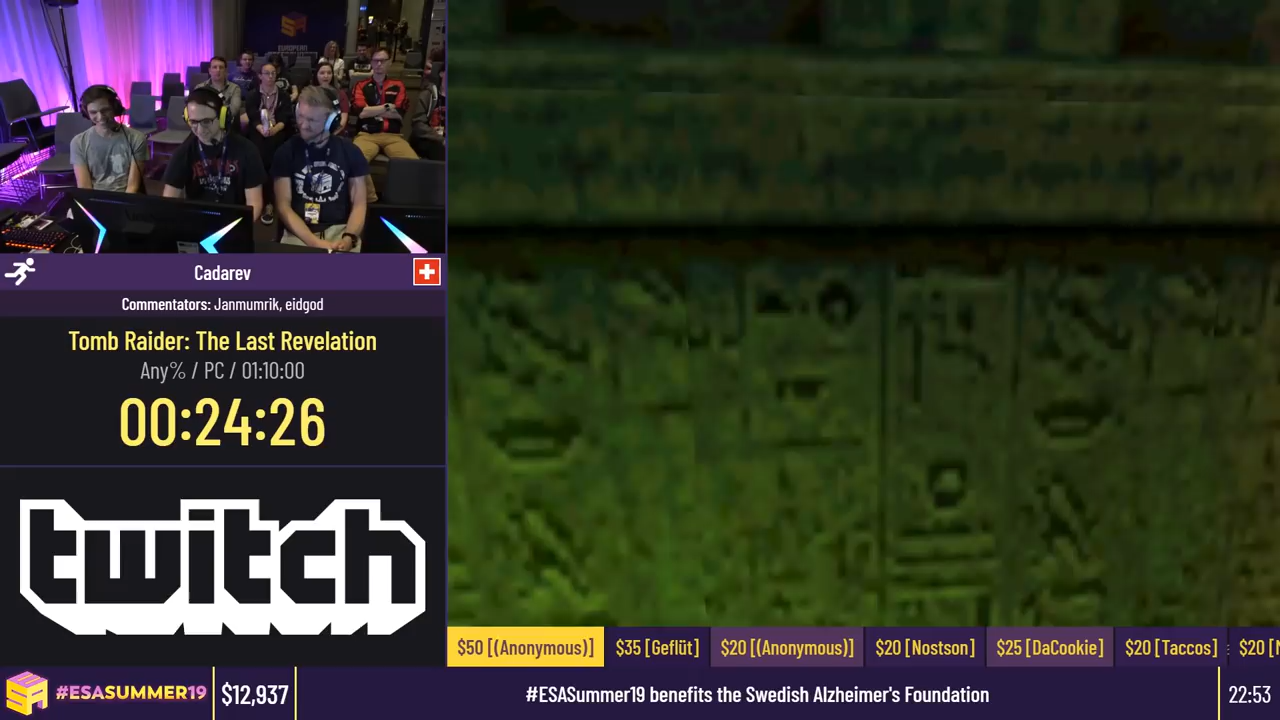 Cadarev
Commentators: Janmumrik, eidgod
Tomb Raider: The Last Revelation
Any% / PC / 01:10:00
00:24:26
twitch
$50 [(Anonymous)] $35 [Geflüt] $20 [(Anonymous)] $20 [Nostson] $25 [DaCookie] $20 [Taccos] $20 [N
#ESASUMMER19 $12,937 #ESASummer19 benefits the Swedish Alzheimer's Foundation 22:53